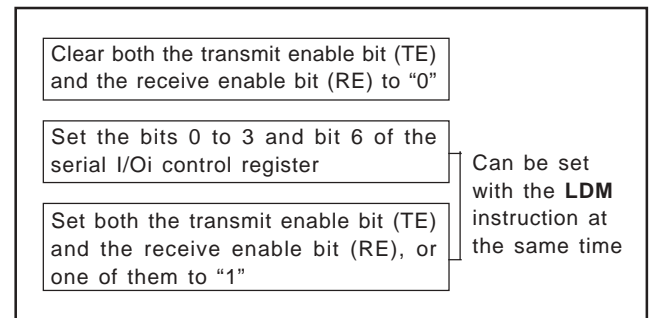 Clear both the transmit enable bit (TE)
and the receive enable bit (RE) to “0”
Set the bits 0 to 3 and bit 6 of the
serial I/Oi control register
Set both the transmit enable bit (TE)
and the receive enable bit (RE), or
one of them to “1”
Can be set
with the LDM
instruction at
the same time